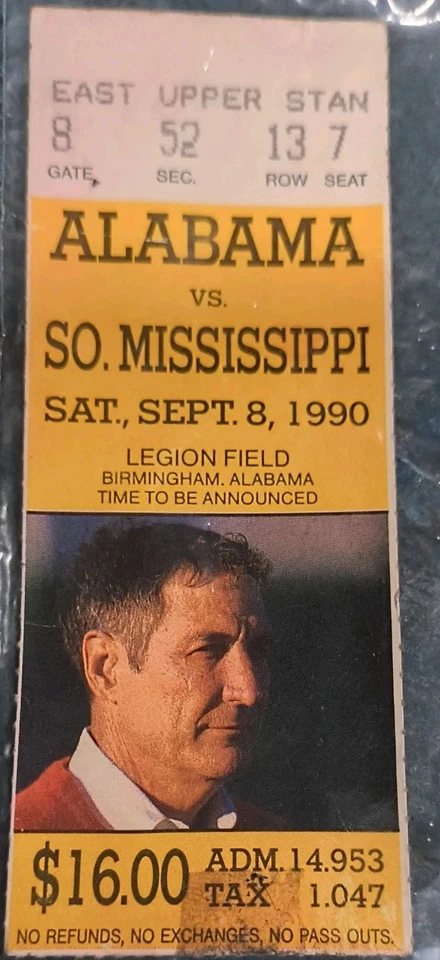 EAST UPPER STAN
8 52 13 7
GATE SEC. ROW SEAT
ALABAMA
VS.
SO. MISSISSIPPI
SAT., SEPT. 8, 1990
LEGION FIELD
BIRMINGHAM, ALABAMA
TIME TO BE ANNOUNCED
$16.00 ADM. 14.953
TAX 1.047
NO REFUNDS, NO EXCHANGES, NO PASS OUTS.